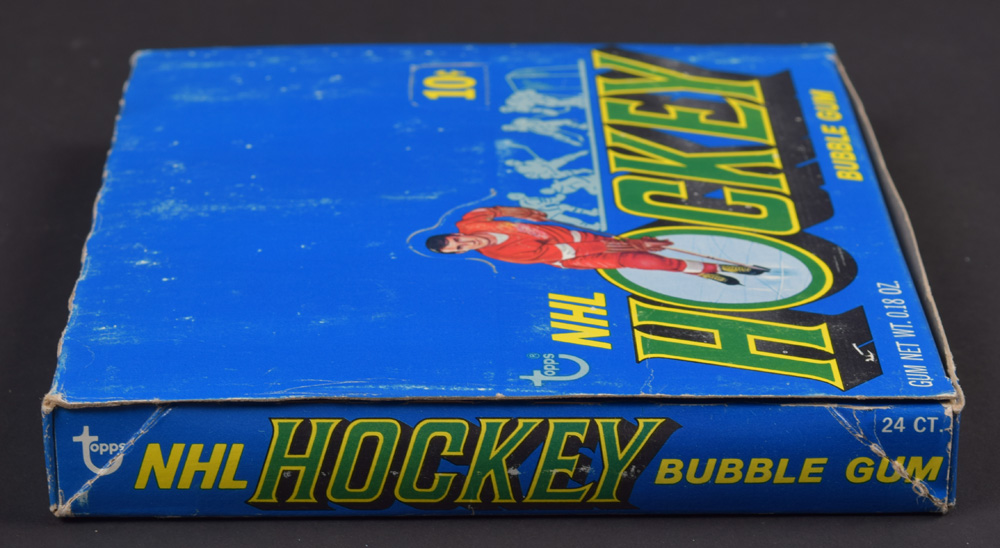 10¢
topps®
NHL
HOCKEY
BUBBLE GUM
GUM NET WT. 0.18 OZ
topps
NHL HOCKEY BUBBLE GUM
24 CT.